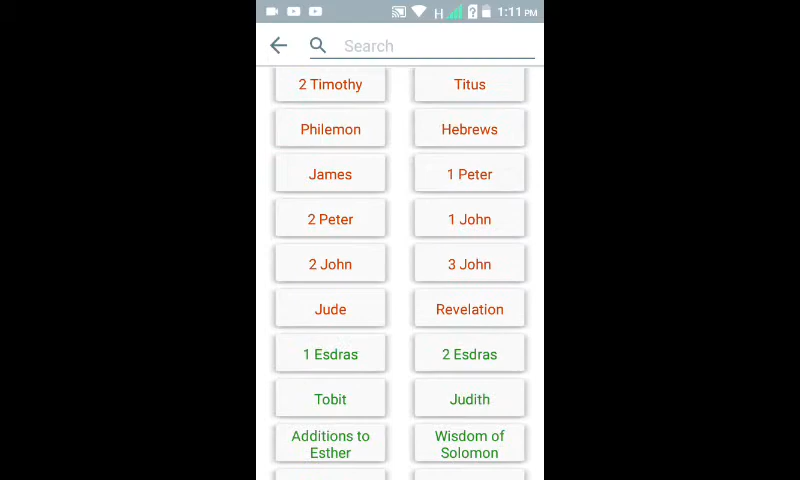 H 1:11 PM
Search
2 Timothy Titus
Philemon Hebrews
James 1 Peter
2 Peter 1 John
2 John 3 John
Jude Revelation
1 Esdras 2 Esdras
Tobit Judith
Additions to Esther
Wisdom of Solomon